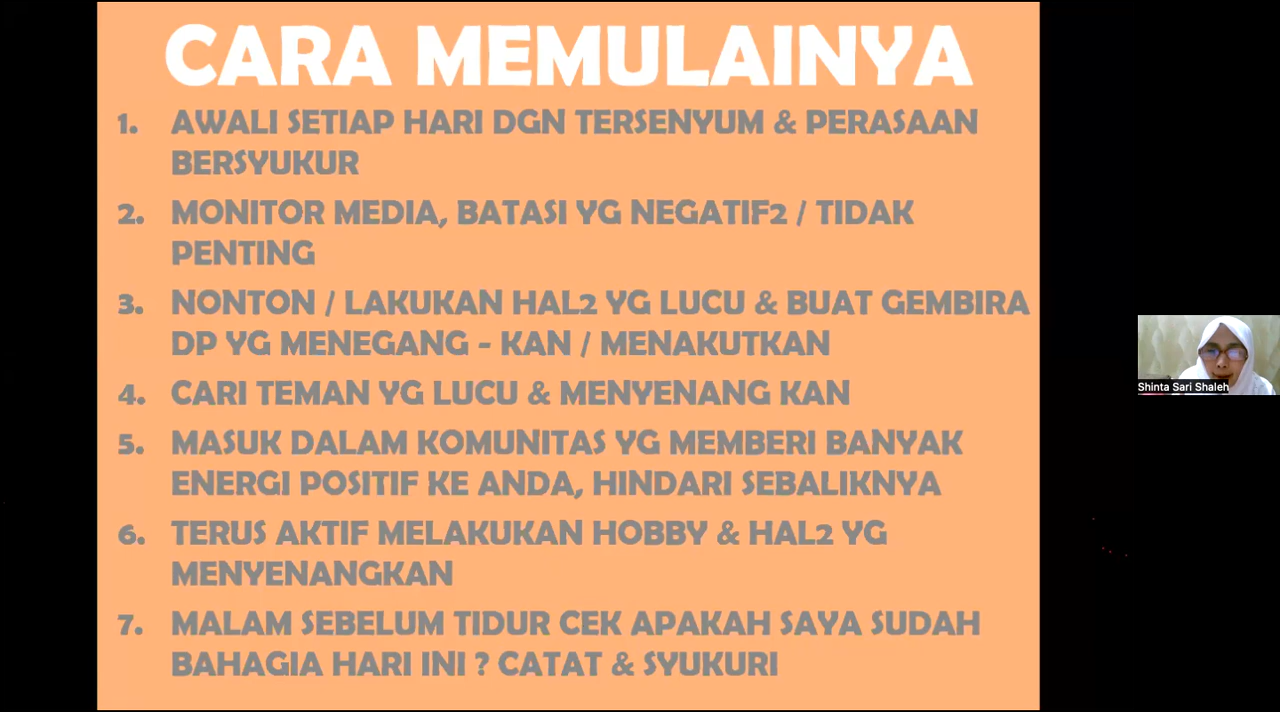 CARA MEMULAINYA
1. AWALI SETIAP HARI DGN TERSENYUM & PERASAAN
BERSYUKUR
2. MONITOR MEDIA, BATASI YG NEGATIF2 / TIDAK
PENTING
3. NONTON / LAKUKAN HAL2 YG LUCU & BUAT GEMBIRA
DP YG MENEGANG - KAN / MENAKUTKAN
4. CARI TEMAN YG LUCU & MENYENANG KAN
5. MASUK DALAM KOMUNITAS YG MEMBERI BANYAK
ENERGI POSITIF KE ANDA, HINDARI SEBALIKNYA
6. TERUS AKTIF MELAKUKAN HOBBY & HAL2 YG
MENYENANGKAN
7. MALAM SEBELUM TIDUR CEK APAKAH SAYA SUDAH
BAHAGIA HARI INI ? CATAT & SYUKURI
Shinta Sari Shaleh